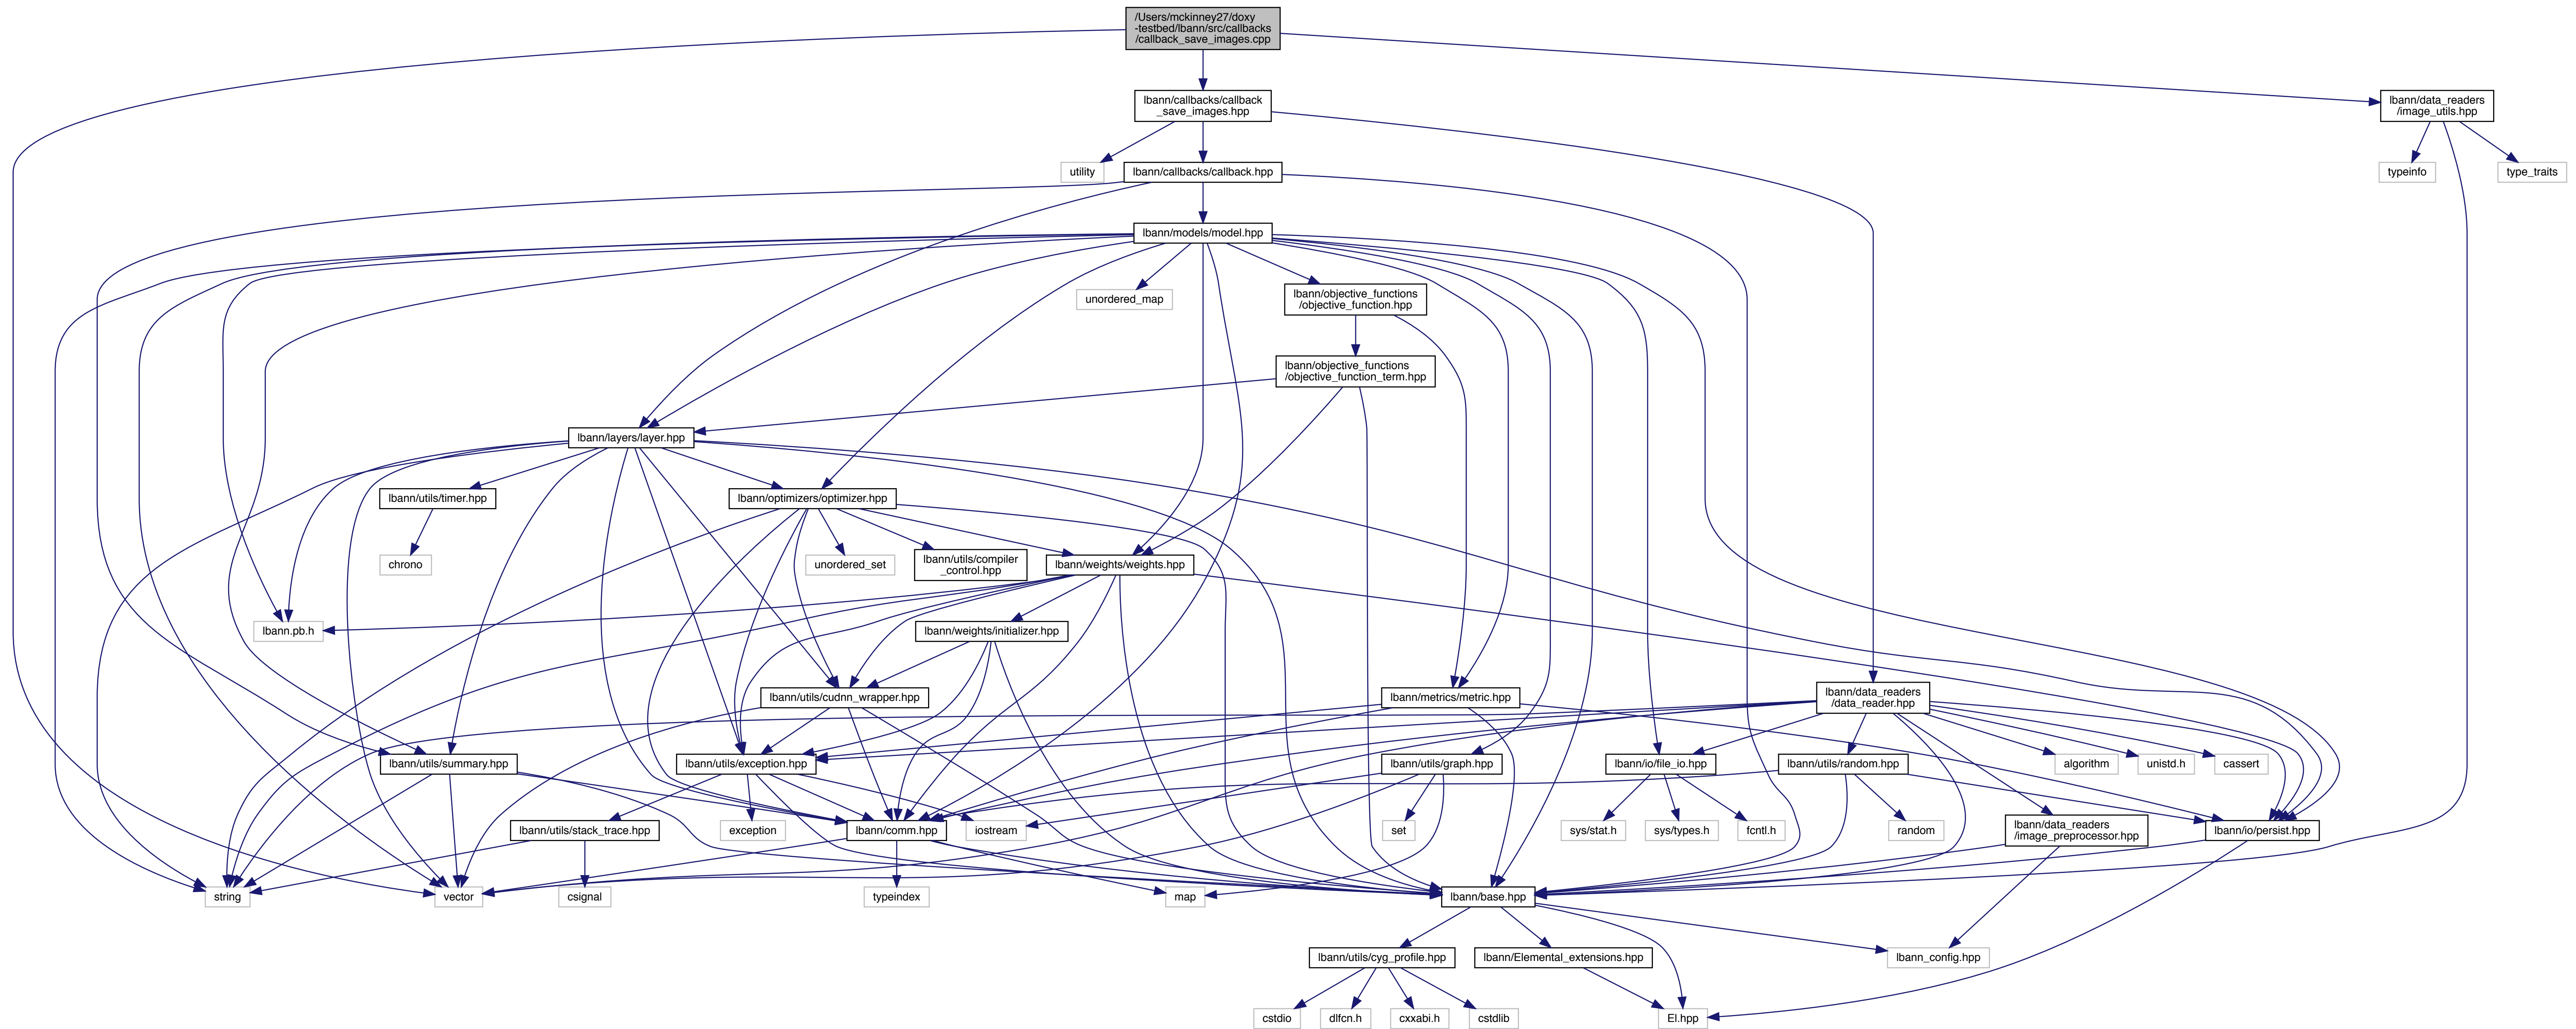 /Users/mckinney27/doxy
-testbed/lbann/src/callbacks
/callback_save_images.cpp
lbann/callbacks/callback
_save_images.hpp
lbann/data_readers
/image_utils.hpp
utility
lbann/callbacks/callback.hpp
typeinfo
type_traits
lbann/models/model.hpp
unordered_map
lbann/objective_functions
/objective_function.hpp
lbann/objective_functions
/objective_function_term.hpp
lbann/layers/layer.hpp
lbann/utils/timer.hpp
lbann/optimizers/optimizer.hpp
chrono
unordered_set
lbann/utils/compiler
_control.hpp
lbann/weights/weights.hpp
lbann.pb.h
lbann/weights/initializer.hpp
lbann/utils/cudnn_wrapper.hpp
lbann/metrics/metric.hpp
lbann/data_readers
/data_reader.hpp
lbann/utils/summary.hpp
lbann/utils/exception.hpp
lbann/utils/graph.hpp
lbann/io/file_io.hpp
lbann/utils/random.hpp
algorithm
unistd.h
cassert
lbann/utils/stack_trace.hpp
exception
lbann/comm.hpp
iostream
set
sys/stat.h
sys/types.h
fcntl.h
random
lbann/data_readers
/image_preprocessor.hpp
lbann/io/persist.hpp
string
vector
csignal
typeindex
map
lbann/base.hpp
lbann/utils/cyg_profile.hpp
lbann/Elemental_extensions.hpp
lbann_config.hpp
cstdio
dlfcn.h
cxxabi.h
cstdlib
El.hpp